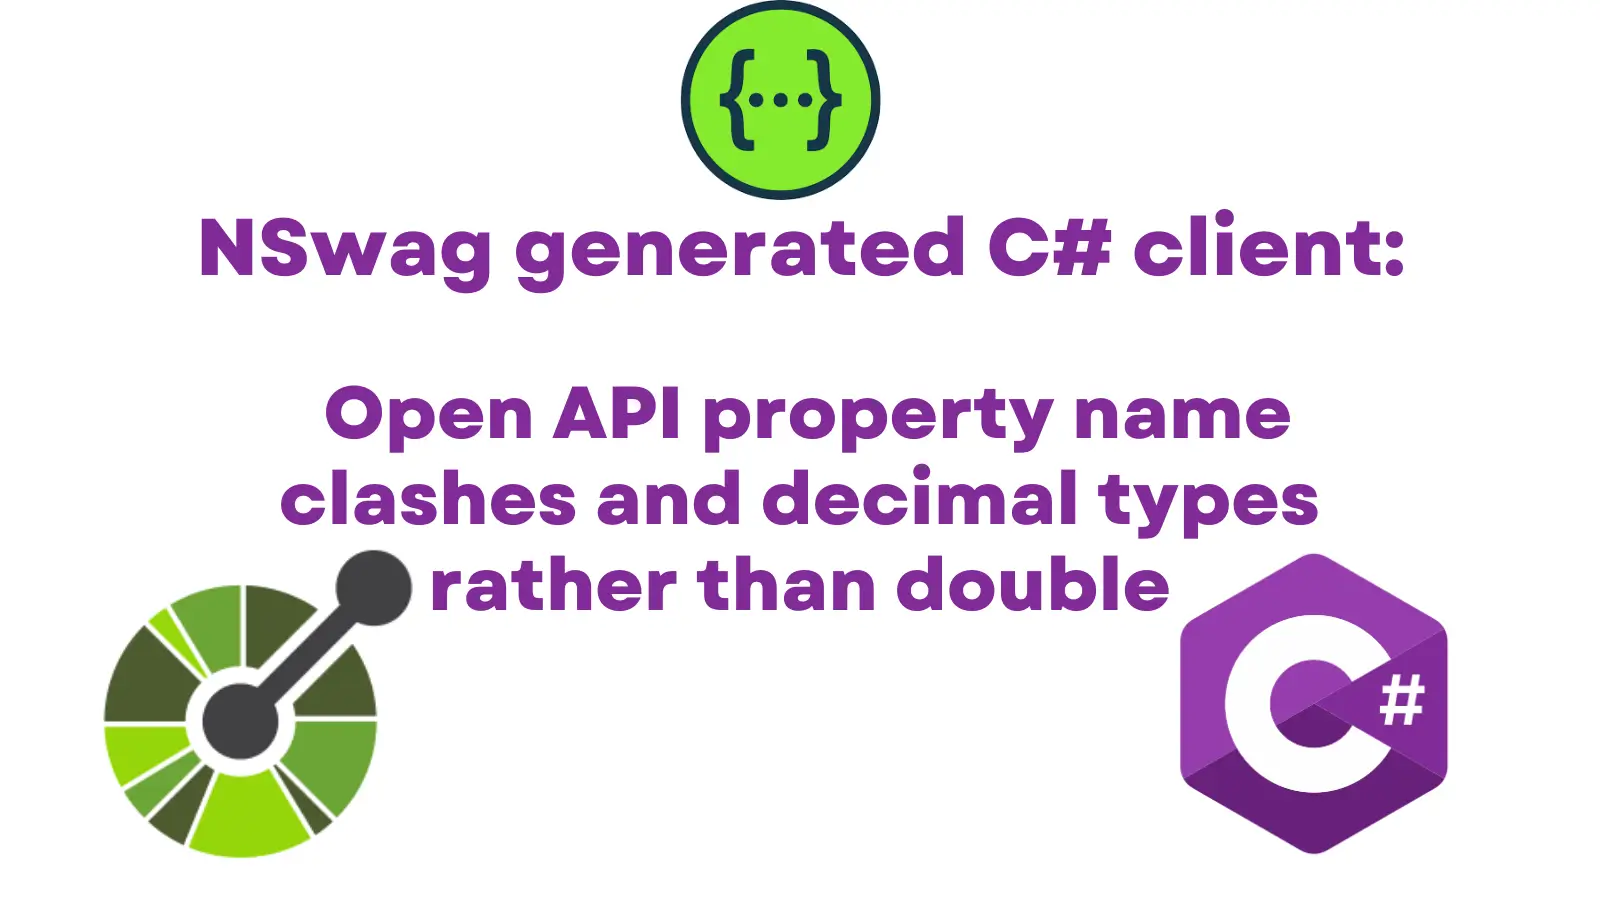 {...}
NSwag generated C# client:
Open API property name
clashes and decimal types
rather than double
C#